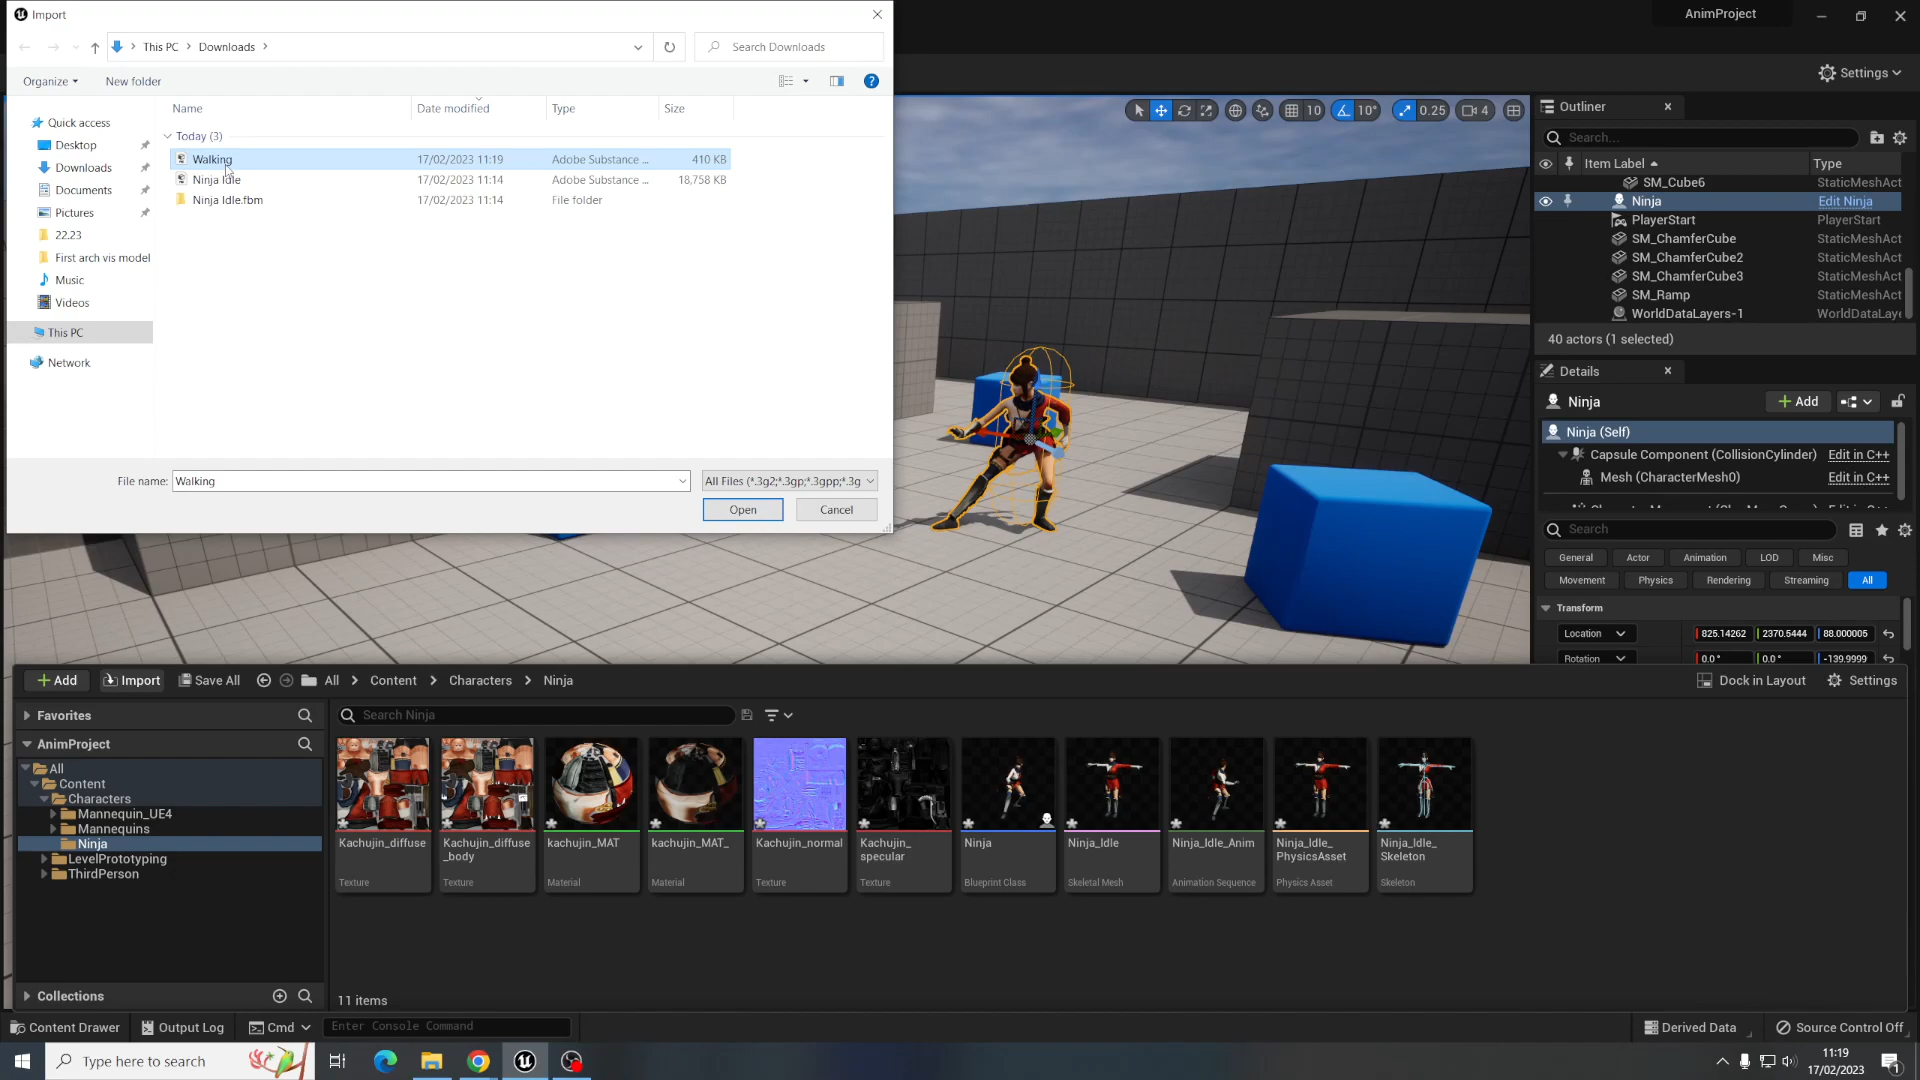 Import
AnimProject
This PC
Downloads
Search Downloads
Organize
New folder
Settings
Name
Date modified
Type
Size
Today (3)
Walking 17/02/2023 11:19 Adobe Substance ... 410 KB
Ninja Idle 17/02/2023 11:14 Adobe Substance ... 18,758 KB
Ninja Idle.fbm 17/02/2023 11:14 File folder
Quick access
Desktop
Downloads
Documents
Pictures
22.23
First arch vis model
Music
Videos
This PC
Network
File name: Walking
All Files (*.3g2;*.3gp;*.3gpp;*.3g
Open
Cancel
10
10°
0.25
4
Outliner
Search...
Item Label
Type
SM_Cube6 StaticMeshAct
Ninja Edit Ninja
PlayerStart PlayerStart
SM_ChamferCube StaticMeshAct
SM_ChamferCube2 StaticMeshAct
SM_ChamferCube3 StaticMeshAct
SM_Ramp StaticMeshAct
WorldDataLayers-1 WorldDataLaye
40 actors (1 selected)
Details
Ninja
Add
Ninja (Self)
Capsule Component (CollisionCylinder) Edit in C++
Mesh (CharacterMesh0) Edit in C++
Search
General Actor Animation LOD Misc
Movement Physics Rendering Streaming All
Transform
Location 825.14262 2370.5444 88.000005
Rotation 0.0° 0.0° -139.9999
Add
Import
Save All
All
Content
Characters
Ninja
Dock in Layout
Settings
Favorites
Search Ninja
AnimProject
All
Content
Characters
Mannequin_UE4
Mannequins
Ninja
LevelPrototyping
ThirdPerson
Kachujin_diffuse
Texture
Kachujin_diffuse
_body
Texture
kachujin_MAT
Material
kachujin_MAT_
Material
Kachujin_normal
Texture
Kachujin_
specular
Texture
Ninja
Blueprint Class
Ninja_Idle
Skeletal Mesh
Ninja_Idle_Anim
Animation Sequence
Ninja_Idle_
PhysicsAsset
Physics Asset
Ninja_Idle_
Skeleton
Skeleton
Collections
11 items
Content Drawer
Output Log
Cmd
Enter Console Command
Derived Data
Source Control Off
Type here to search
11:19
17/02/2023
1